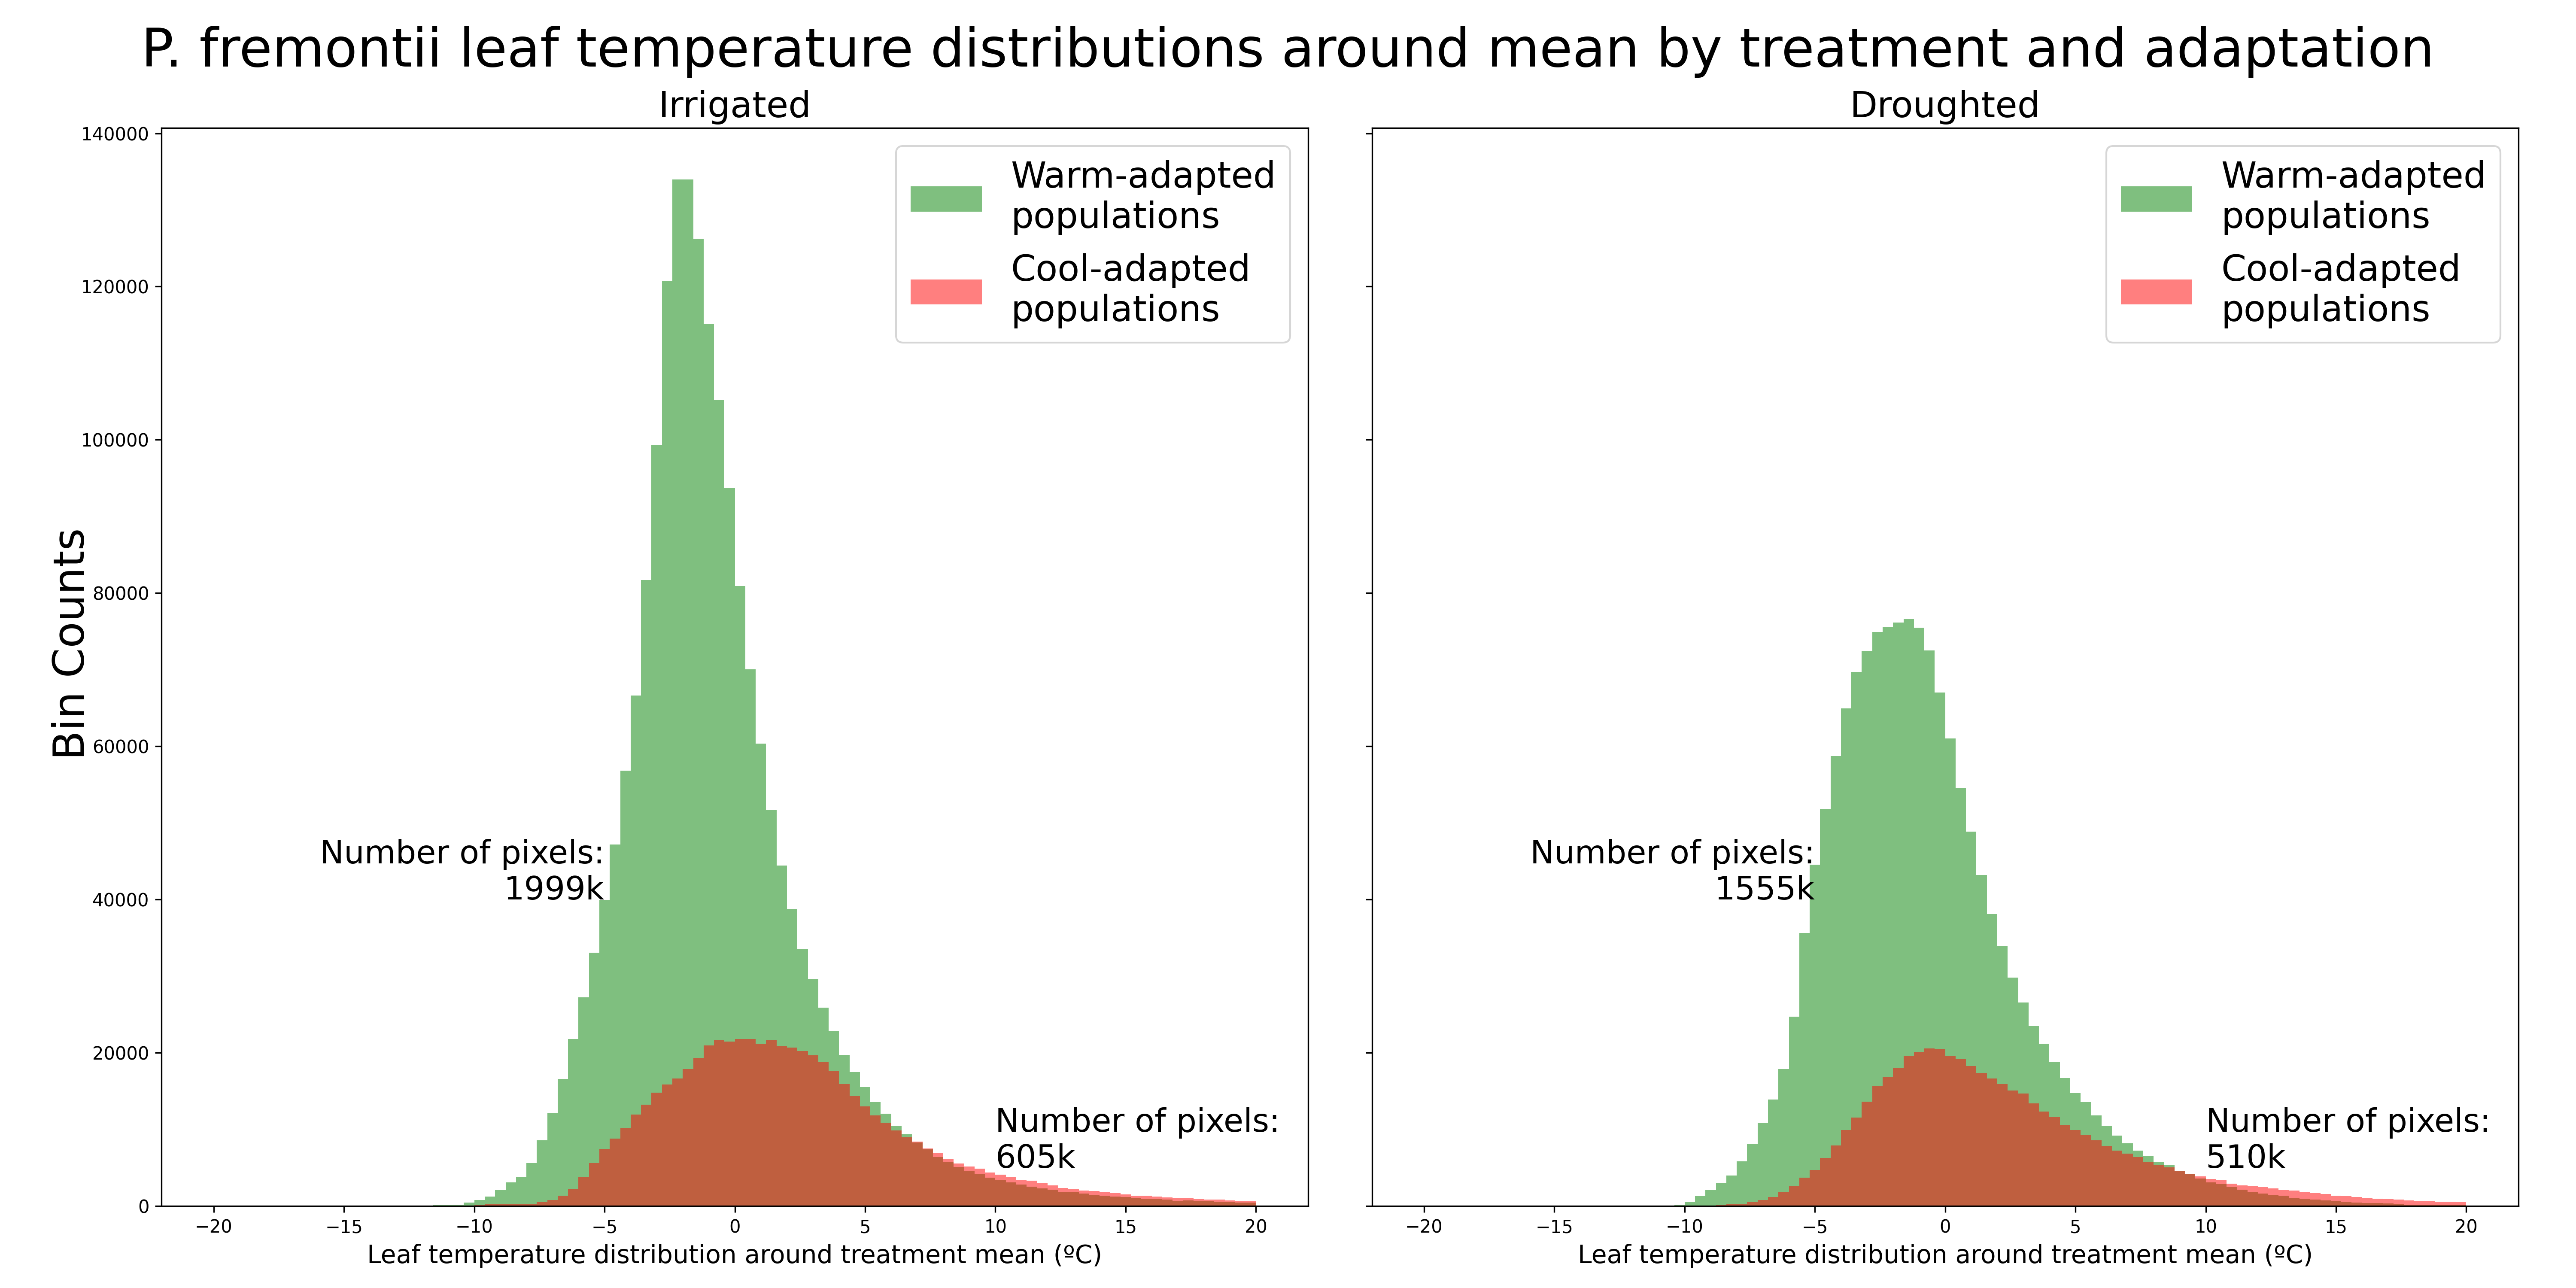 P. fremontii leaf temperature distributions around mean by treatment and adaptation
Irrigated
Bin Counts
140000
120000
100000
80000
60000
40000
20000
0
Warm-adapted
populations
Cool-adapted
populations
Number of pixels:
1999k
Number of pixels:
605k
−20 −15 −10 −5 0 5 10 15 20
Leaf temperature distribution around treatment mean (ºC)
Droughted
Warm-adapted
populations
Cool-adapted
populations
Number of pixels:
1555k
Number of pixels:
510k
−20 −15 −10 −5 0 5 10 15 20
Leaf temperature distribution around treatment mean (ºC)